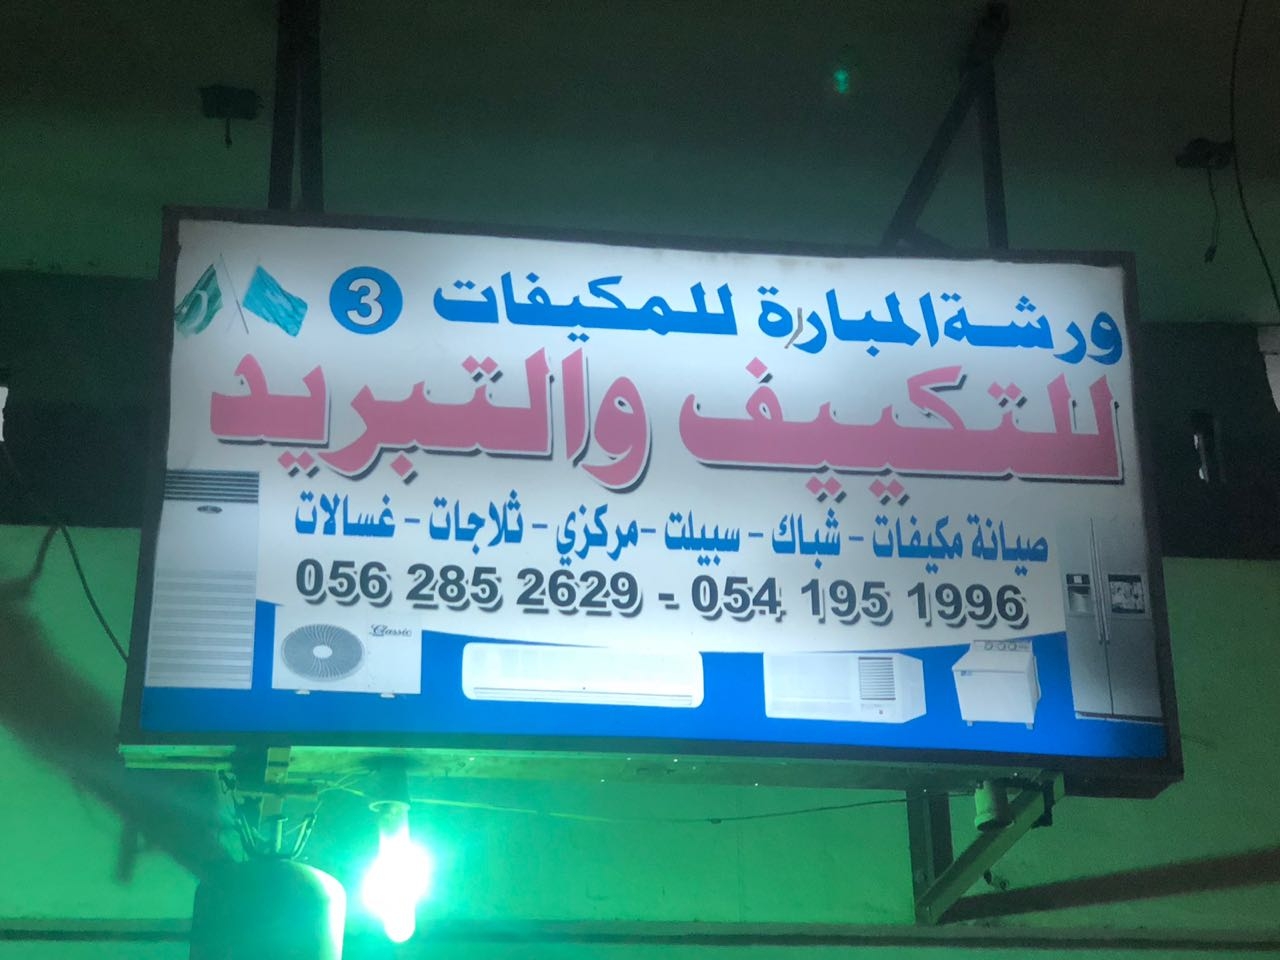 ورشة المبارزة للمكيفات 3
للتكييف والتبريد
صيانة مكيفات - شباك - سبيلت - مركزي - ثلاجات - غسالات
056 285 2629 - 054 195 1996
Classic